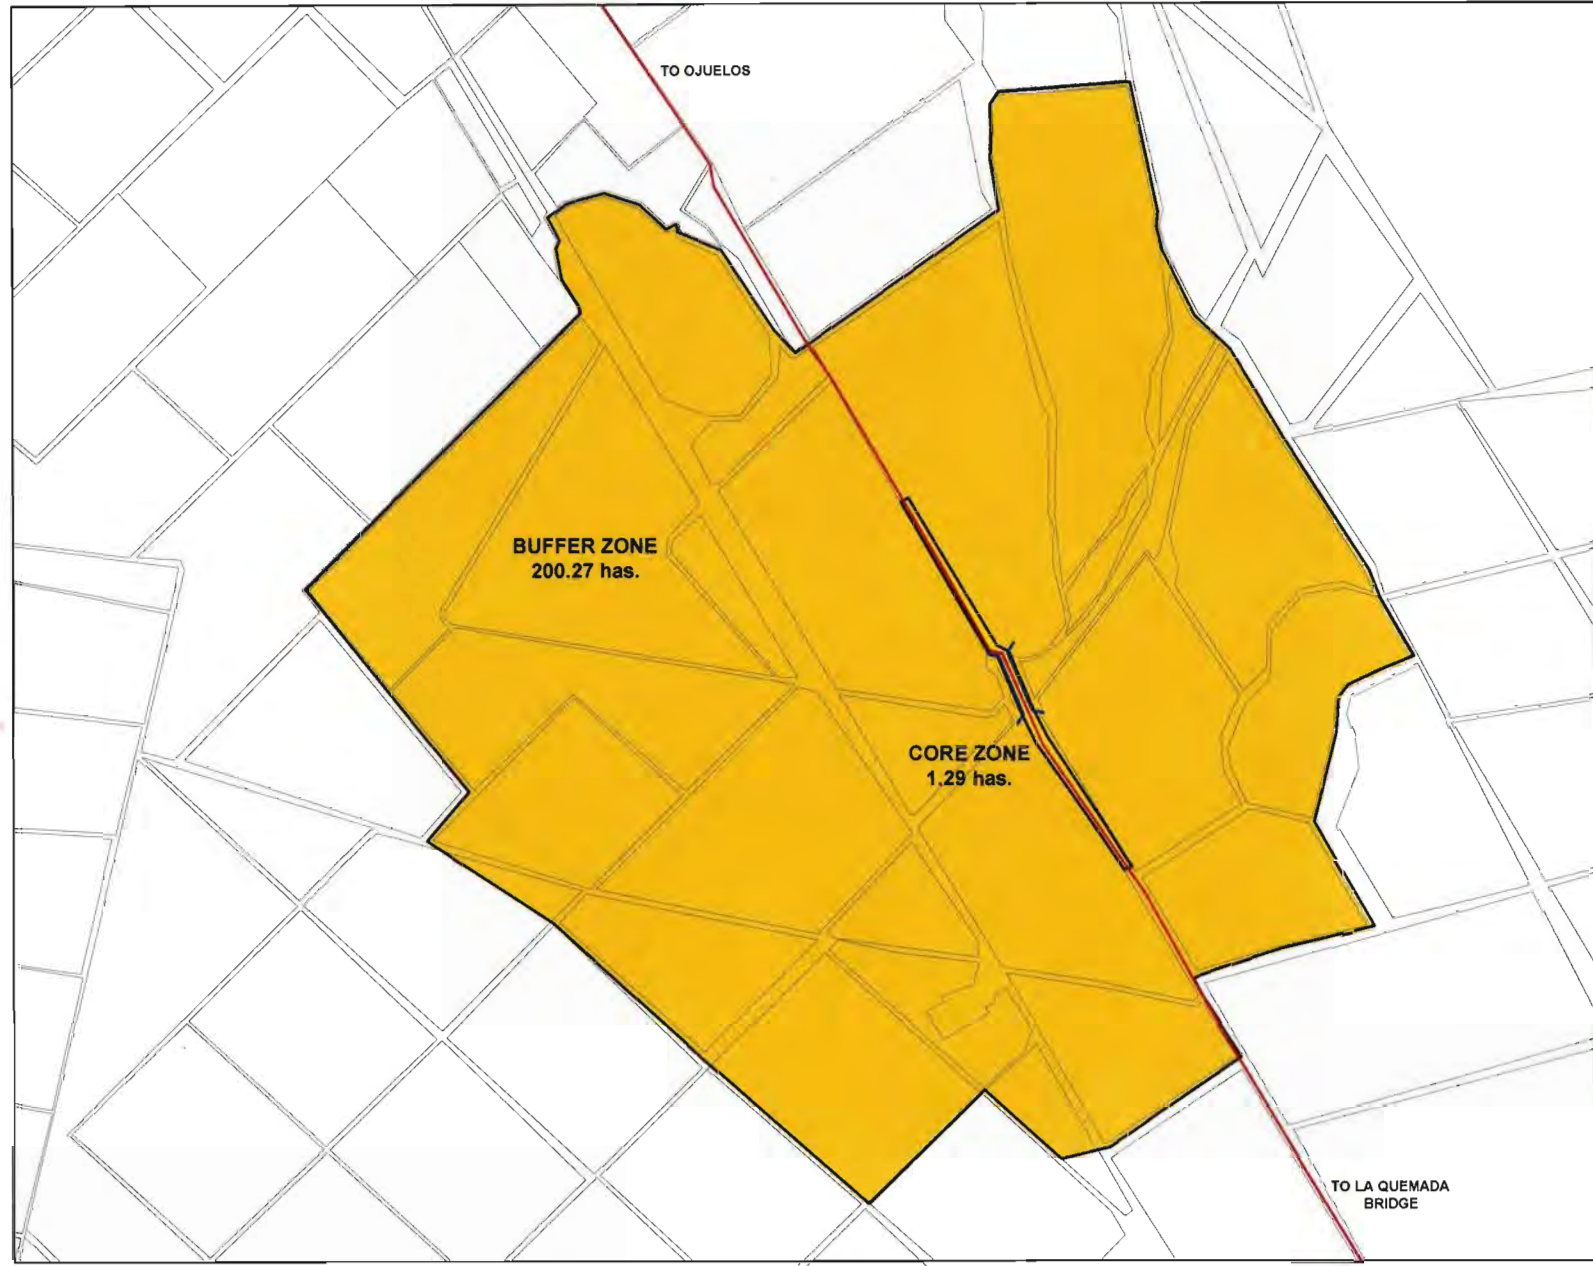 TO OJUELOS
BUFFER ZONE
200.27 has.
CORE ZONE
1.29 has.
TO LA QUEMADA
BRIDGE